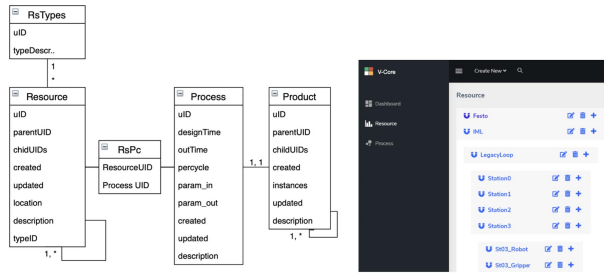 RsTypes
uID
typeDescr..
1
*
Resource
uID
parentUID
chidUIDs
created
updated
location
description
typeID
1, *
RsPc
ResourceUID
Process UID
Process
uID
designTime
outTime
percycle
param_in
param_out
created
updated
description
1, 1
Product
uID
parentUID
childUIDs
created
instances
updated
description
1, *
V-Core
Dashboard
Resource
Process
Create New
Resource
Festo
IML
LegacyLoop
Station0
Station1
Station2
Station3
St03_Robot
St03_Gripper